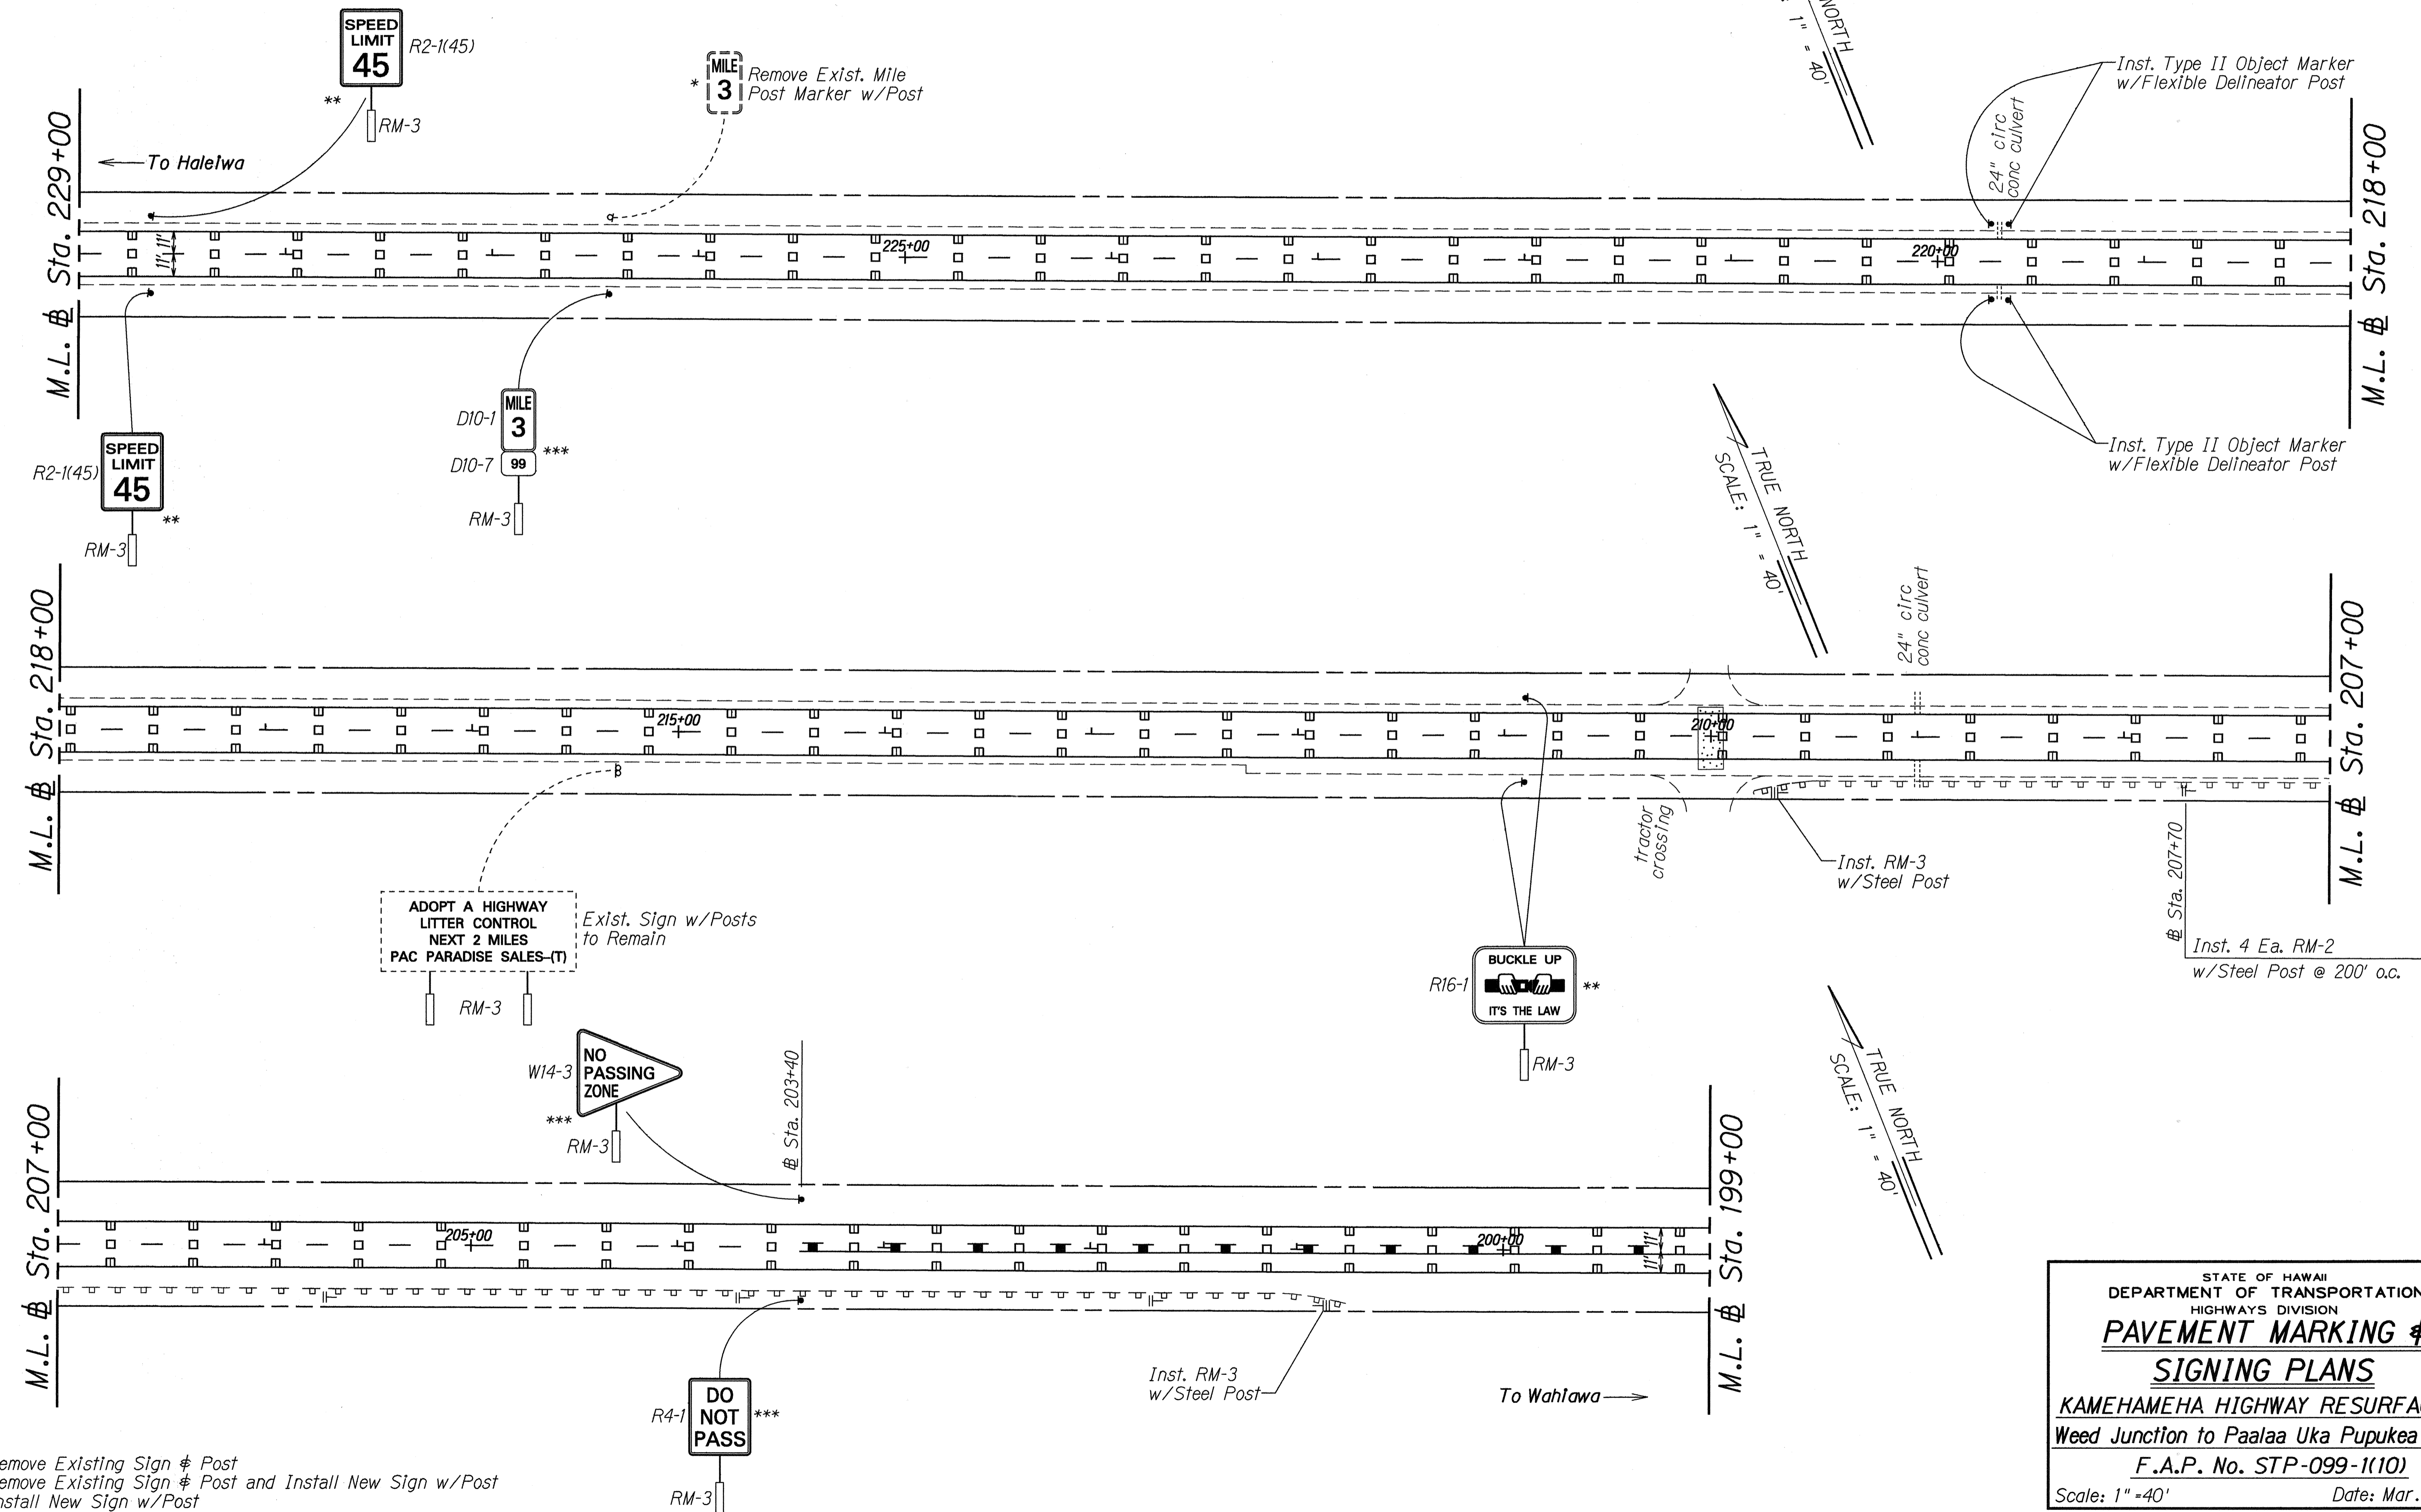 SPEED
LIMIT
45
R2-1(45)
**
RM-3
MILE
3
*
Remove Exist. Mile
Post Marker w/Post
NORTH
1" = 40'
Inst. Type II Object Marker
w/Flexible Delineator Post
24" circ
conc culvert
M.L. Sta. 229+00
To Haleiwa
11' 11'
225+00
220+00
M.L. Sta. 218+00
SPEED
LIMIT
45
R2-1(45)
**
RM-3
D10-1
MILE
3
D10-7
99
***
RM-3
Inst. Type II Object Marker
w/Flexible Delineator Post
TRUE NORTH
SCALE: 1" = 40'
M.L. Sta. 218+00
215+00
210+00
24" circ
conc culvert
M.L. Sta. 207+00
tractor
crossing
Inst. RM-3
w/Steel Post
Sta. 207+70
Inst. 4 Ea. RM-2
w/Steel Post @ 200' o.c.
ADOPT A HIGHWAY
LITTER CONTROL
NEXT 2 MILES
PAC PARADISE SALES-(T)
Exist. Sign w/Posts
to Remain
RM-3
R16-1
BUCKLE UP
IT'S THE LAW
**
RM-3
W14-3
NO
PASSING
ZONE
***
RM-3
Sta. 203+40
TRUE NORTH
SCALE: 1" = 40'
M.L. Sta. 207+00
205+00
200+00
11' 11'
M.L. Sta. 199+00
R4-1
DO
NOT
PASS
***
RM-3
Inst. RM-3
w/Steel Post
To Wahiawa
emove Existing Sign & Post
emove Existing Sign & Post and Install New Sign w/Post
nstall New Sign w/Post
STATE OF HAWAII
DEPARTMENT OF TRANSPORTATION
HIGHWAYS DIVISION
PAVEMENT MARKING &
SIGNING PLANS
KAMEHAMEHA HIGHWAY RESURFA
Weed Junction to Paalaa Uka Pupukea
F.A.P. No. STP-099-1(10)
Scale: 1"=40' Date: Mar.